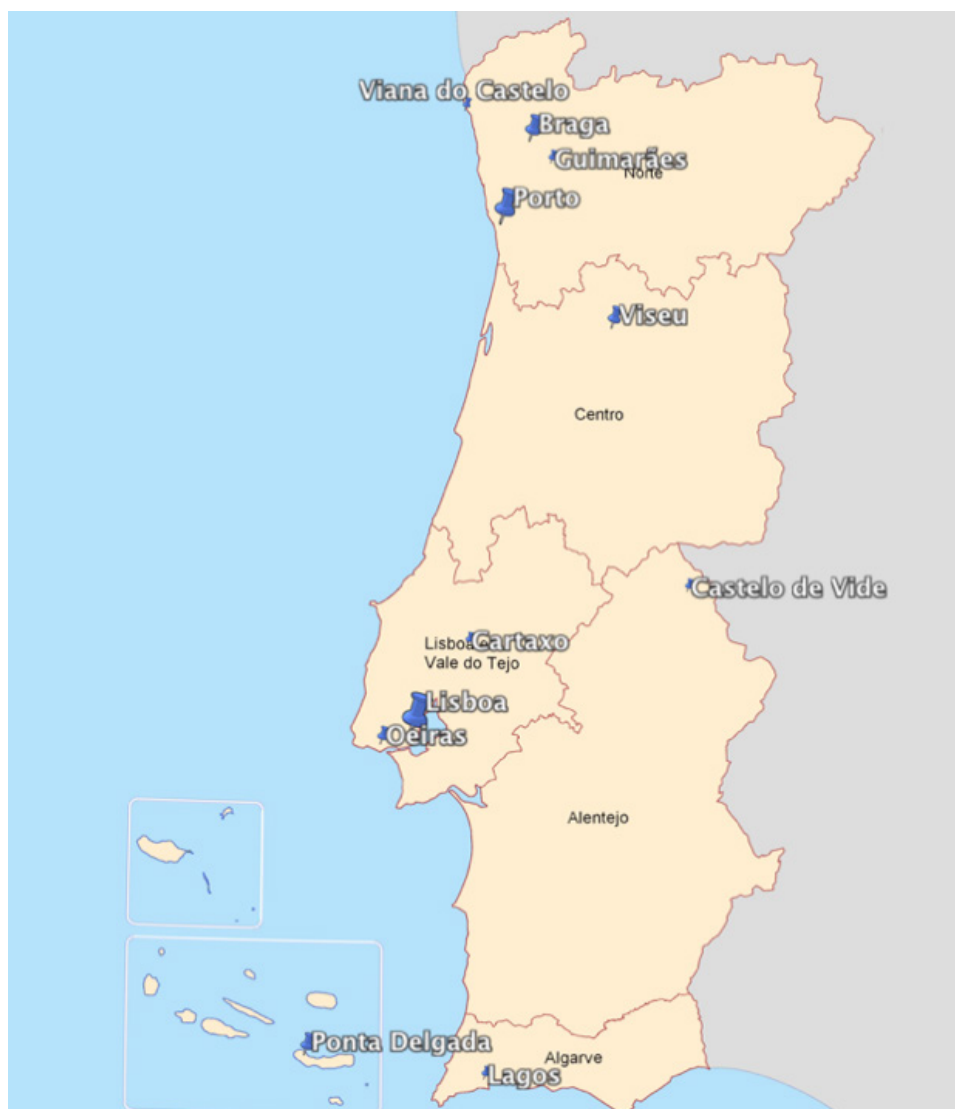 Viana do Castelo
Braga
Guimarães
Norte
Porto
Viseu
Centro
Castelo de Vide
Cartaxo
Lisboa e
Vale do Tejo
Lisboa
Oeiras
Alentejo
Ponta Delgada
Algarve
Lagos